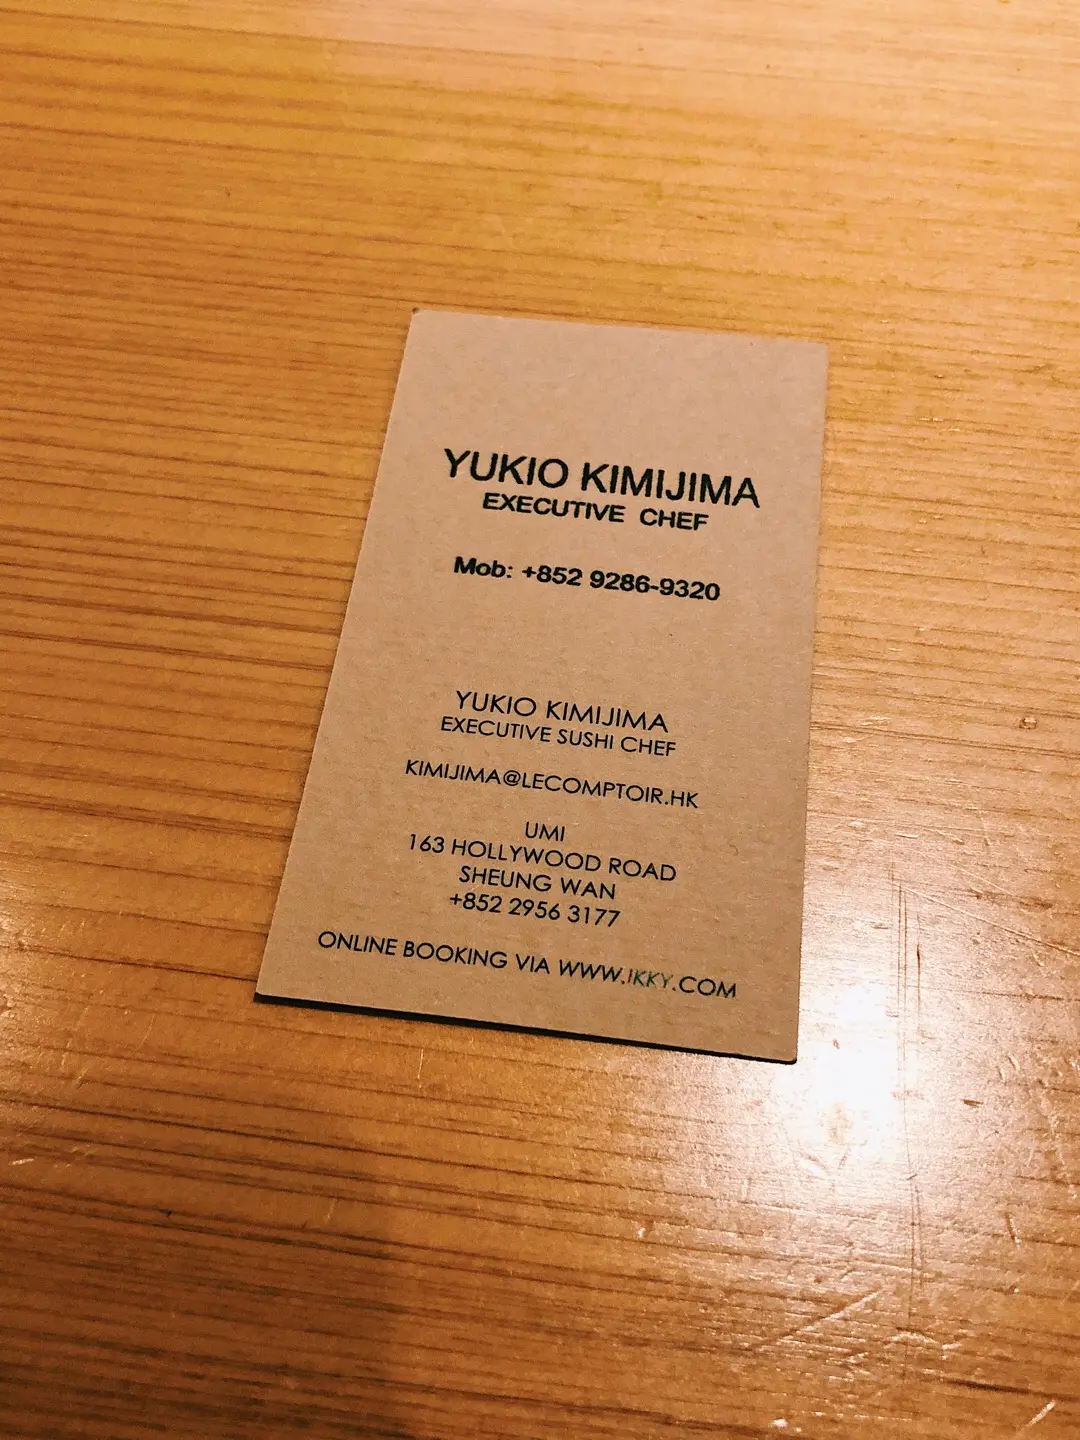 YUKIO KIMIJIMA
EXECUTIVE CHEF
Mob: +852 9286-9320
YUKIO KIMIJIMA
EXECUTIVE SUSHI CHEF
KIMIJIMA@LECOMPTOIR.HK
UMI
163 HOLLYWOOD ROAD
SHEUNG WAN
+852 2956 3177
ONLINE BOOKING VIA WWW.IKKY.COM